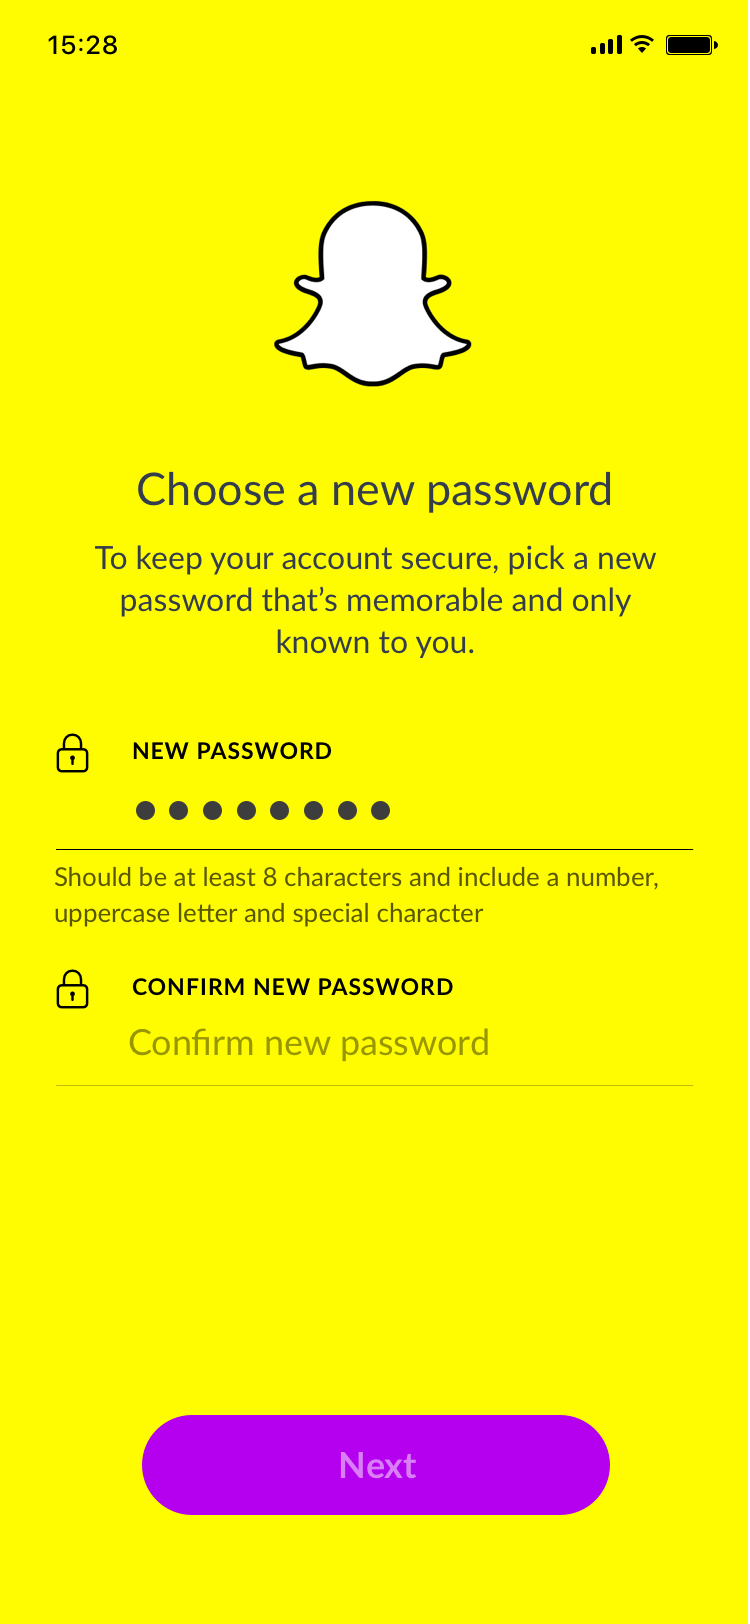 15:28
Choose a new password
To keep your account secure, pick a new
password that’s memorable and only
known to you.
NEW PASSWORD
●●●●●●●●
Should be at least 8 characters and include a number,
uppercase letter and special character
CONFIRM NEW PASSWORD
Confirm new password
Next